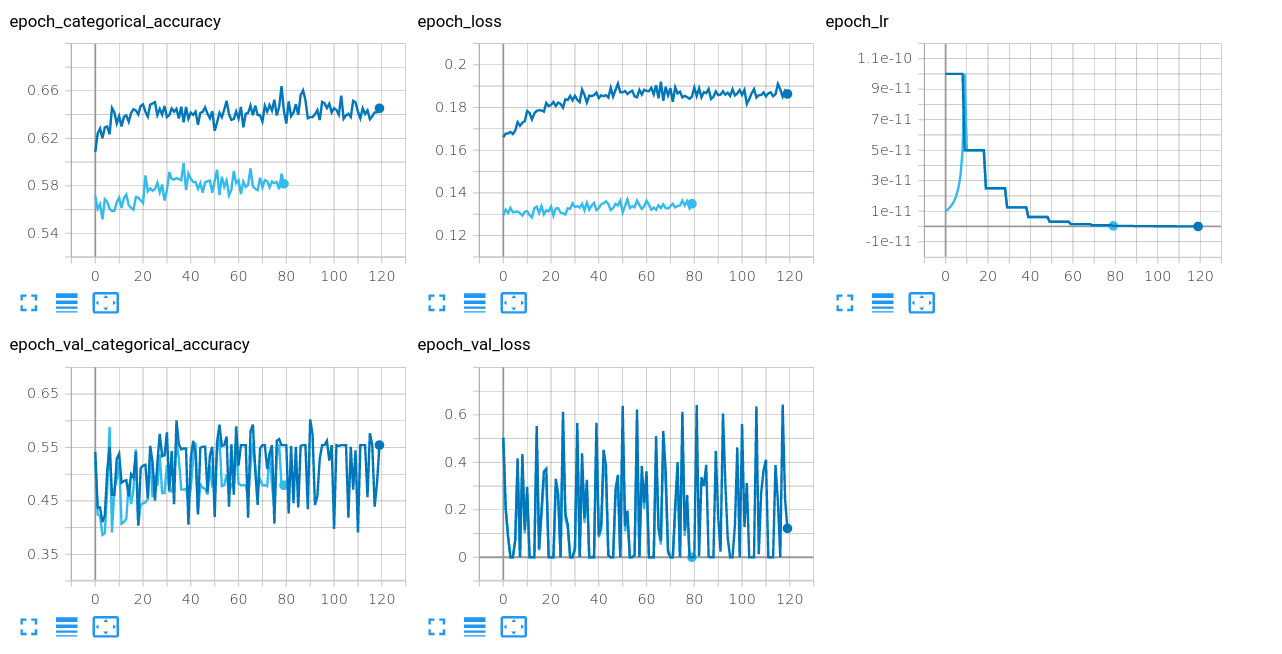 epoch_categorical_accuracy
0.66
0.62
0.58
0.54
0 20 40 60 80 100 120
epoch_loss
0.2
0.18
0.16
0.14
0.12
0 20 40 60 80 100 120
epoch_lr
1.1e-10
9e-11
7e-11
5e-11
3e-11
1e-11
-1e-11
0 20 40 60 80 100 120
epoch_val_categorical_accuracy
0.65
0.55
0.45
0.35
0 20 40 60 80 100 120
epoch_val_loss
0.6
0.4
0.2
0
0 20 40 60 80 100 120